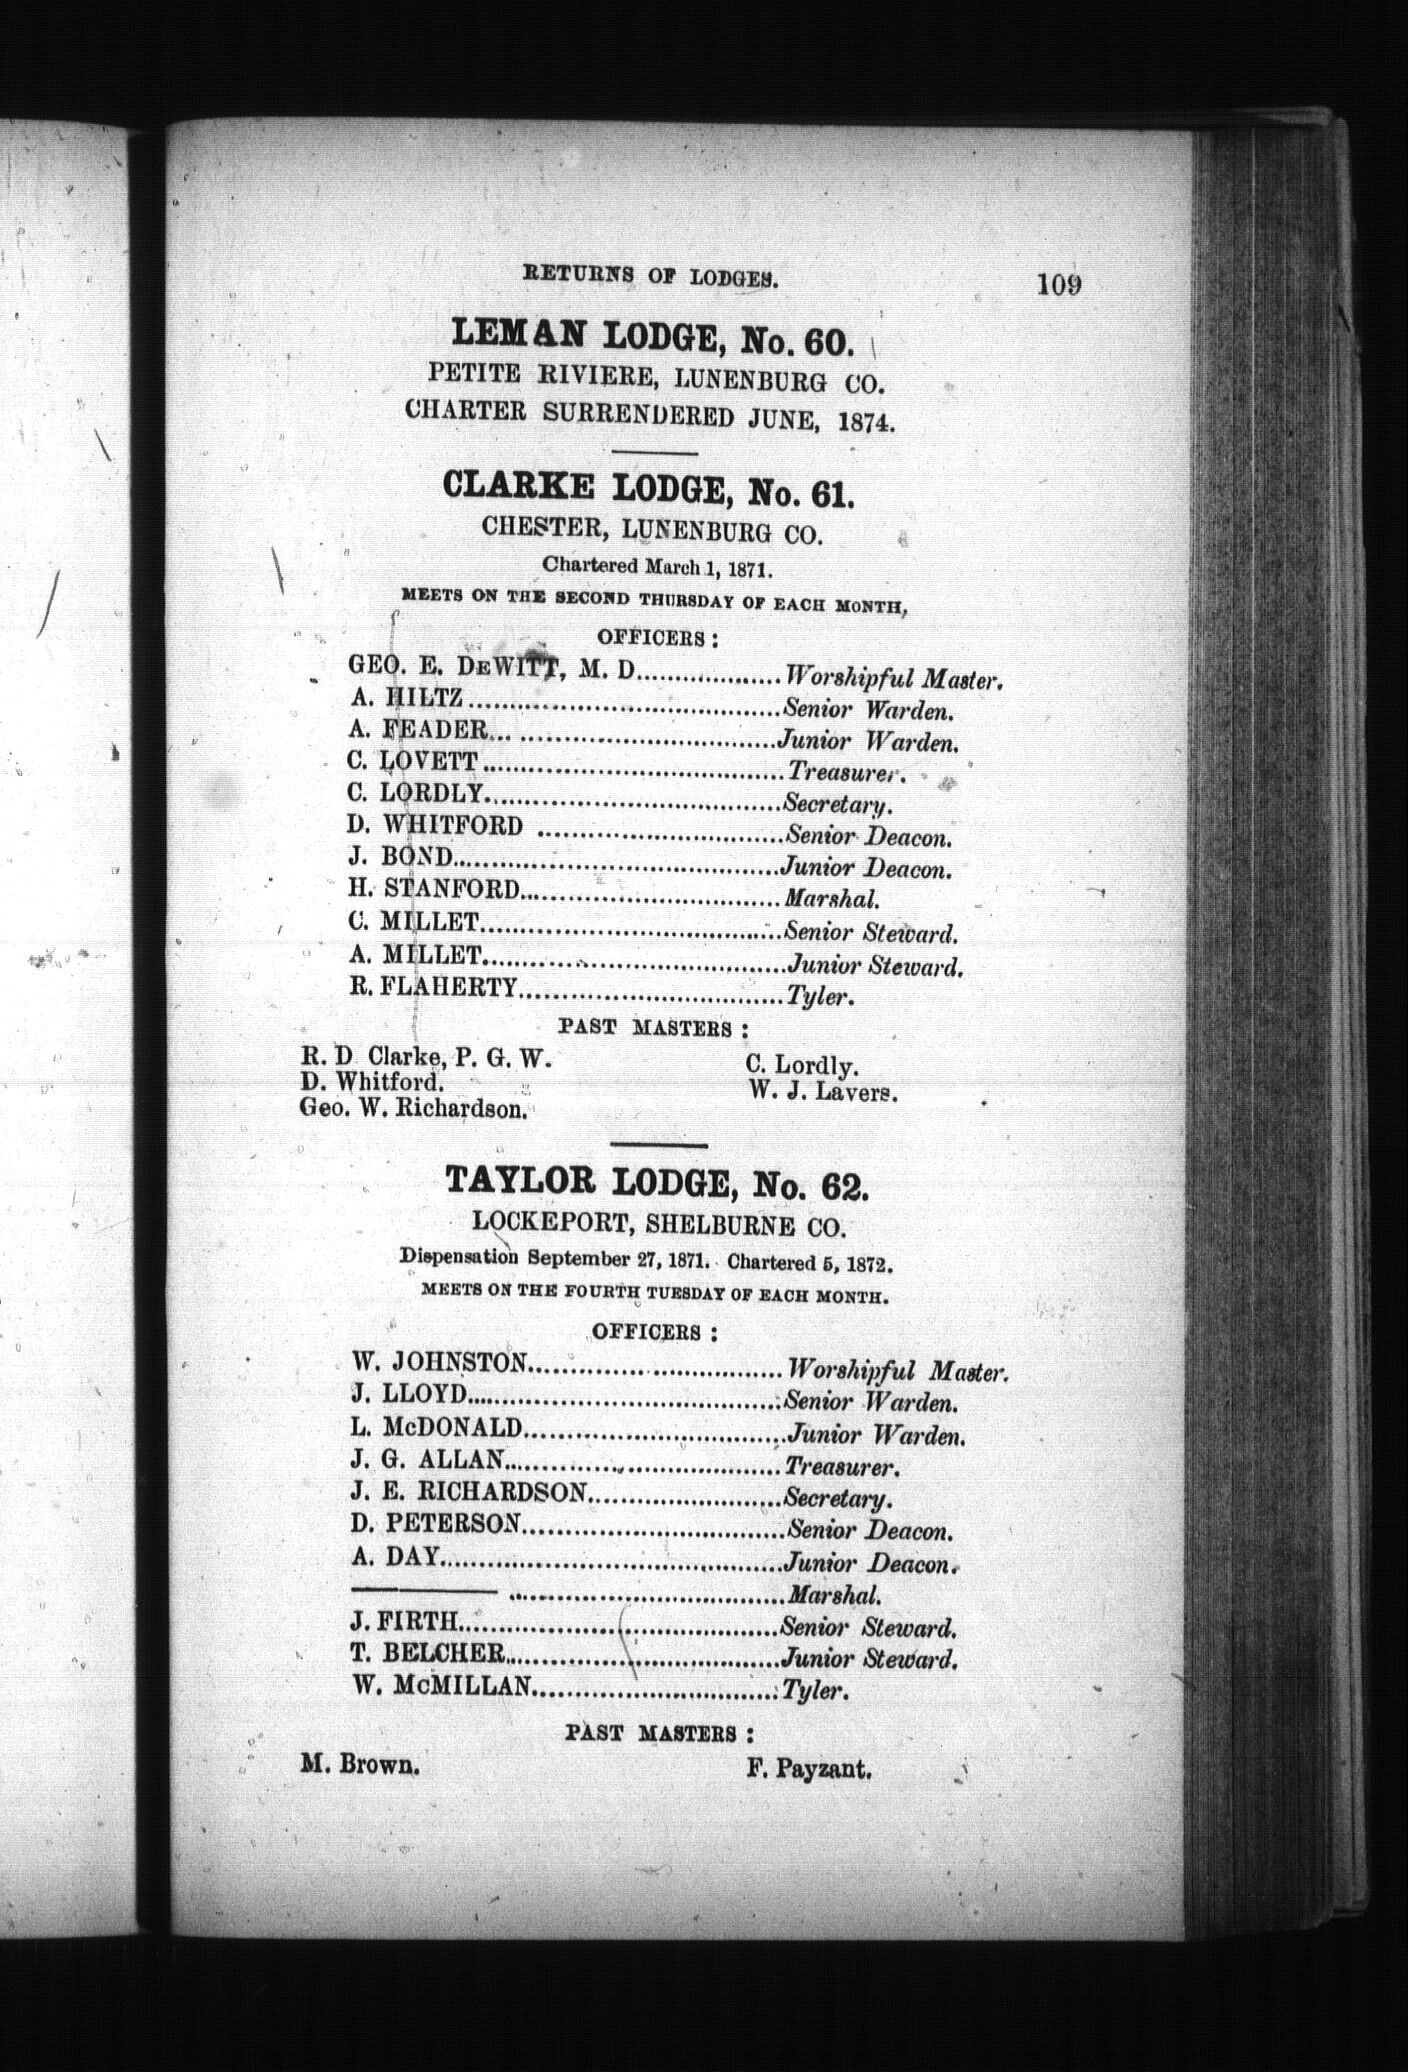 RETURNS OF LODGES. 109
LEMAN LODGE, No. 60.
PETITE RIVIERE, LUNENBURG CO.
CHARTER SURRENDERED JUNE, 1874.
CLARKE LODGE, No. 61.
CHESTER, LUNENBURG CO.
Chartered March 1, 1871.
MEETS ON THE SECOND THURSDAY OF EACH MONTH,
OFFICERS:
GEO. E. DEWITT, M. D..................Worshipful Master.
A. HILTZ......................................Senior Warden.
A. FEADER... ...............................Junior Warden.
C. LOVETT.....................................Treasurer.
C. LORDLY....................................Secretary.
D. WHITFORD ..............................Senior Deacon.
J. BOND........................................Junior Deacon.
H. STANFORD................................Marshal.
C. MILLET.....................................Senior Steward.
A. MILLET.....................................Junior Steward.
R. FLAHERTY................................Tyler.
PAST MASTERS:
R. D Clarke, P. G. W. C. Lordly.
D. Whitford. W. J. Lavers.
Geo. W. Richardson.
TAYLOR LODGE, No. 62.
LOCKEPORT, SHELBURNE CO.
Dispensation September 27, 1871. Chartered 5, 1872.
MEETS ON THE FOURTH TUESDAY OF EACH MONTH.
OFFICERS:
W. JOHNSTON...............................Worshipful Master.
J. LLOYD......................................Senior Warden.
L. McDONALD................................Junior Warden.
J. G. ALLAN..................................Treasurer.
J. E. RICHARDSON........................Secretary.
D. PETERSON................................Senior Deacon.
A. DAY.........................................Junior Deacon.
——— ..................................Marshal.
J. FIRTH.......................................Senior Steward.
T. BELCHER..................................Junior Steward.
W. McMILLAN..............................Tyler.
PAST MASTERS:
M. Brown. F. Payzant.